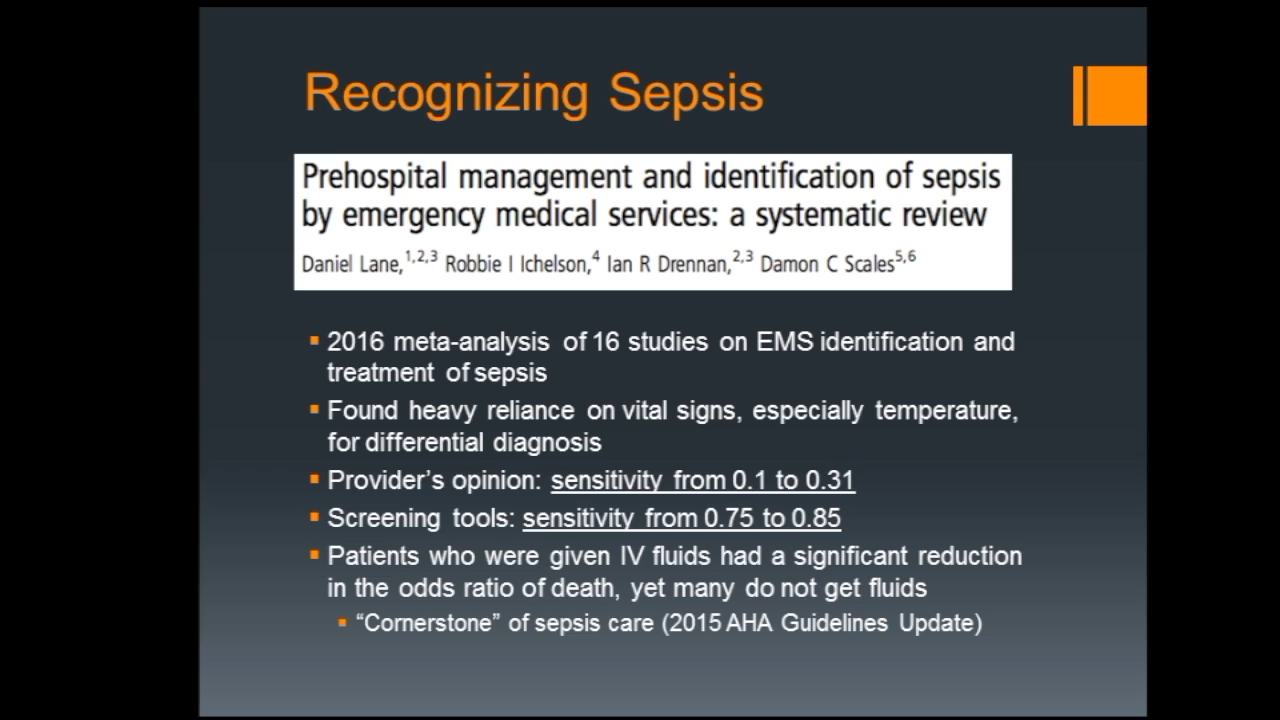 Recognizing Sepsis
Prehospital management and identification of sepsis
by emergency medical services: a systematic review
Daniel Lane,1,2,3 Robbie I Ichelson,4 Ian R Drennan,2,3 Damon C Scales5,6
▪ 2016 meta-analysis of 16 studies on EMS identification and
treatment of sepsis
▪ Found heavy reliance on vital signs, especially temperature,
for differential diagnosis
▪ Provider’s opinion: sensitivity from 0.1 to 0.31
▪ Screening tools: sensitivity from 0.75 to 0.85
▪ Patients who were given IV fluids had a significant reduction
in the odds ratio of death, yet many do not get fluids
▪ “Cornerstone” of sepsis care (2015 AHA Guidelines Update)